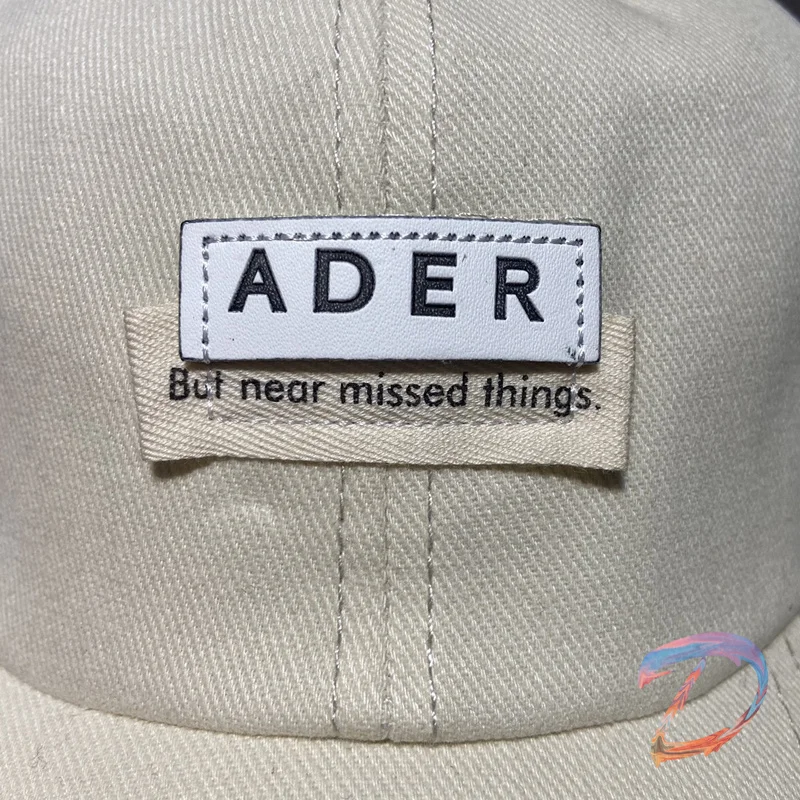 ADER
But near missed things.
D